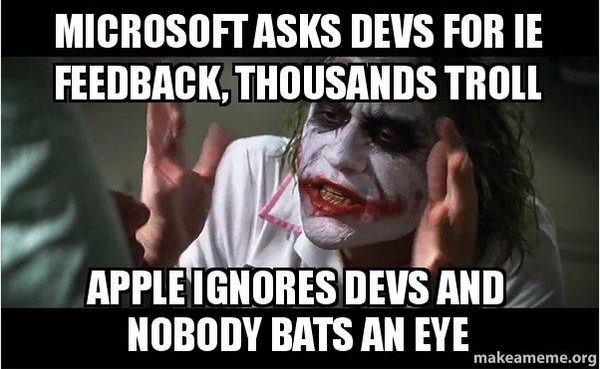 MICROSOFT ASKS DEVS FOR IE
FEEDBACK, THOUSANDS TROLL
APPLE IGNORES DEVS AND
NOBODY BATS AN EYE
makeameme.org